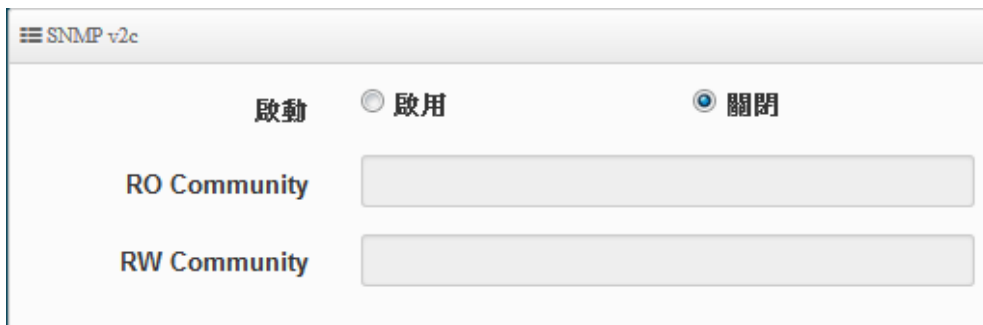 SNMP v2c
啟動 啟用 關閉
RO Community
RW Community